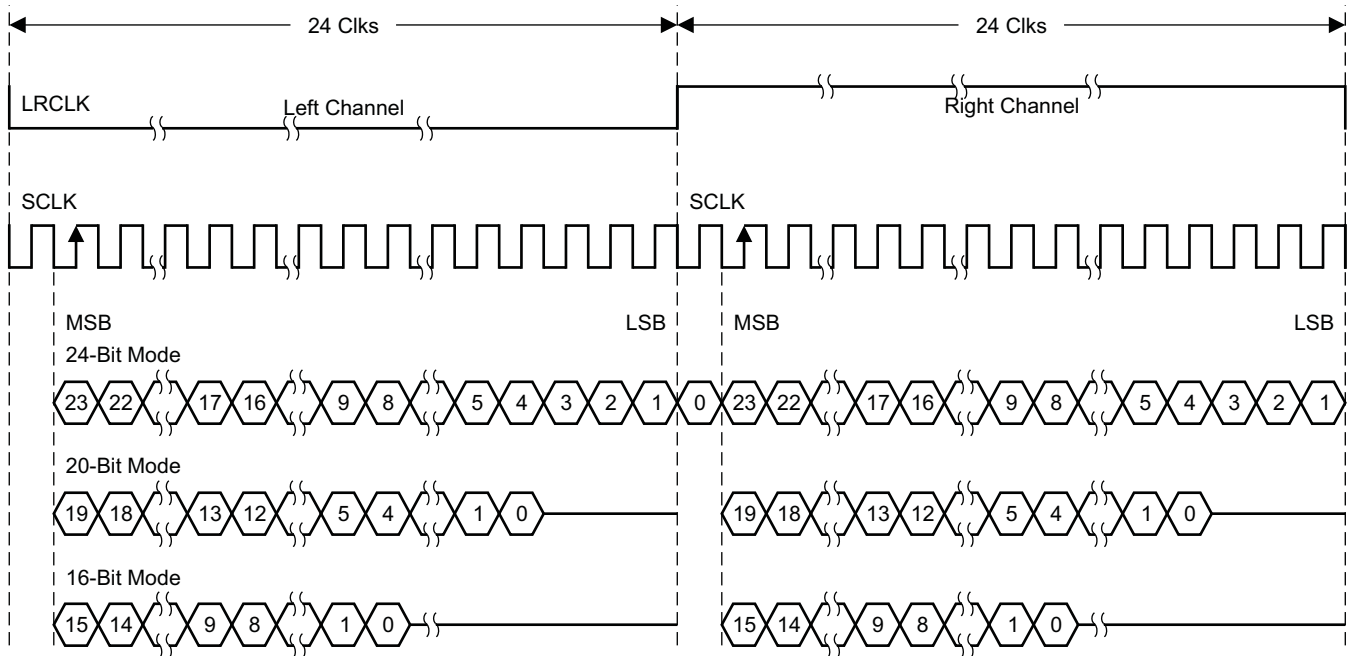 24 Clks 24 Clks
LRCLK Left Channel Right Channel
SCLK SCLK
MSB LSB MSB LSB
24-Bit Mode
23 22 17 16 9 8 5 4 3 2 1 0 23 22 17 16 9 8 5 4 3 2 1
20-Bit Mode
19 18 13 12 5 4 1 0 19 18 13 12 5 4 1 0
16-Bit Mode
15 14 9 8 1 0 15 14 9 8 1 0